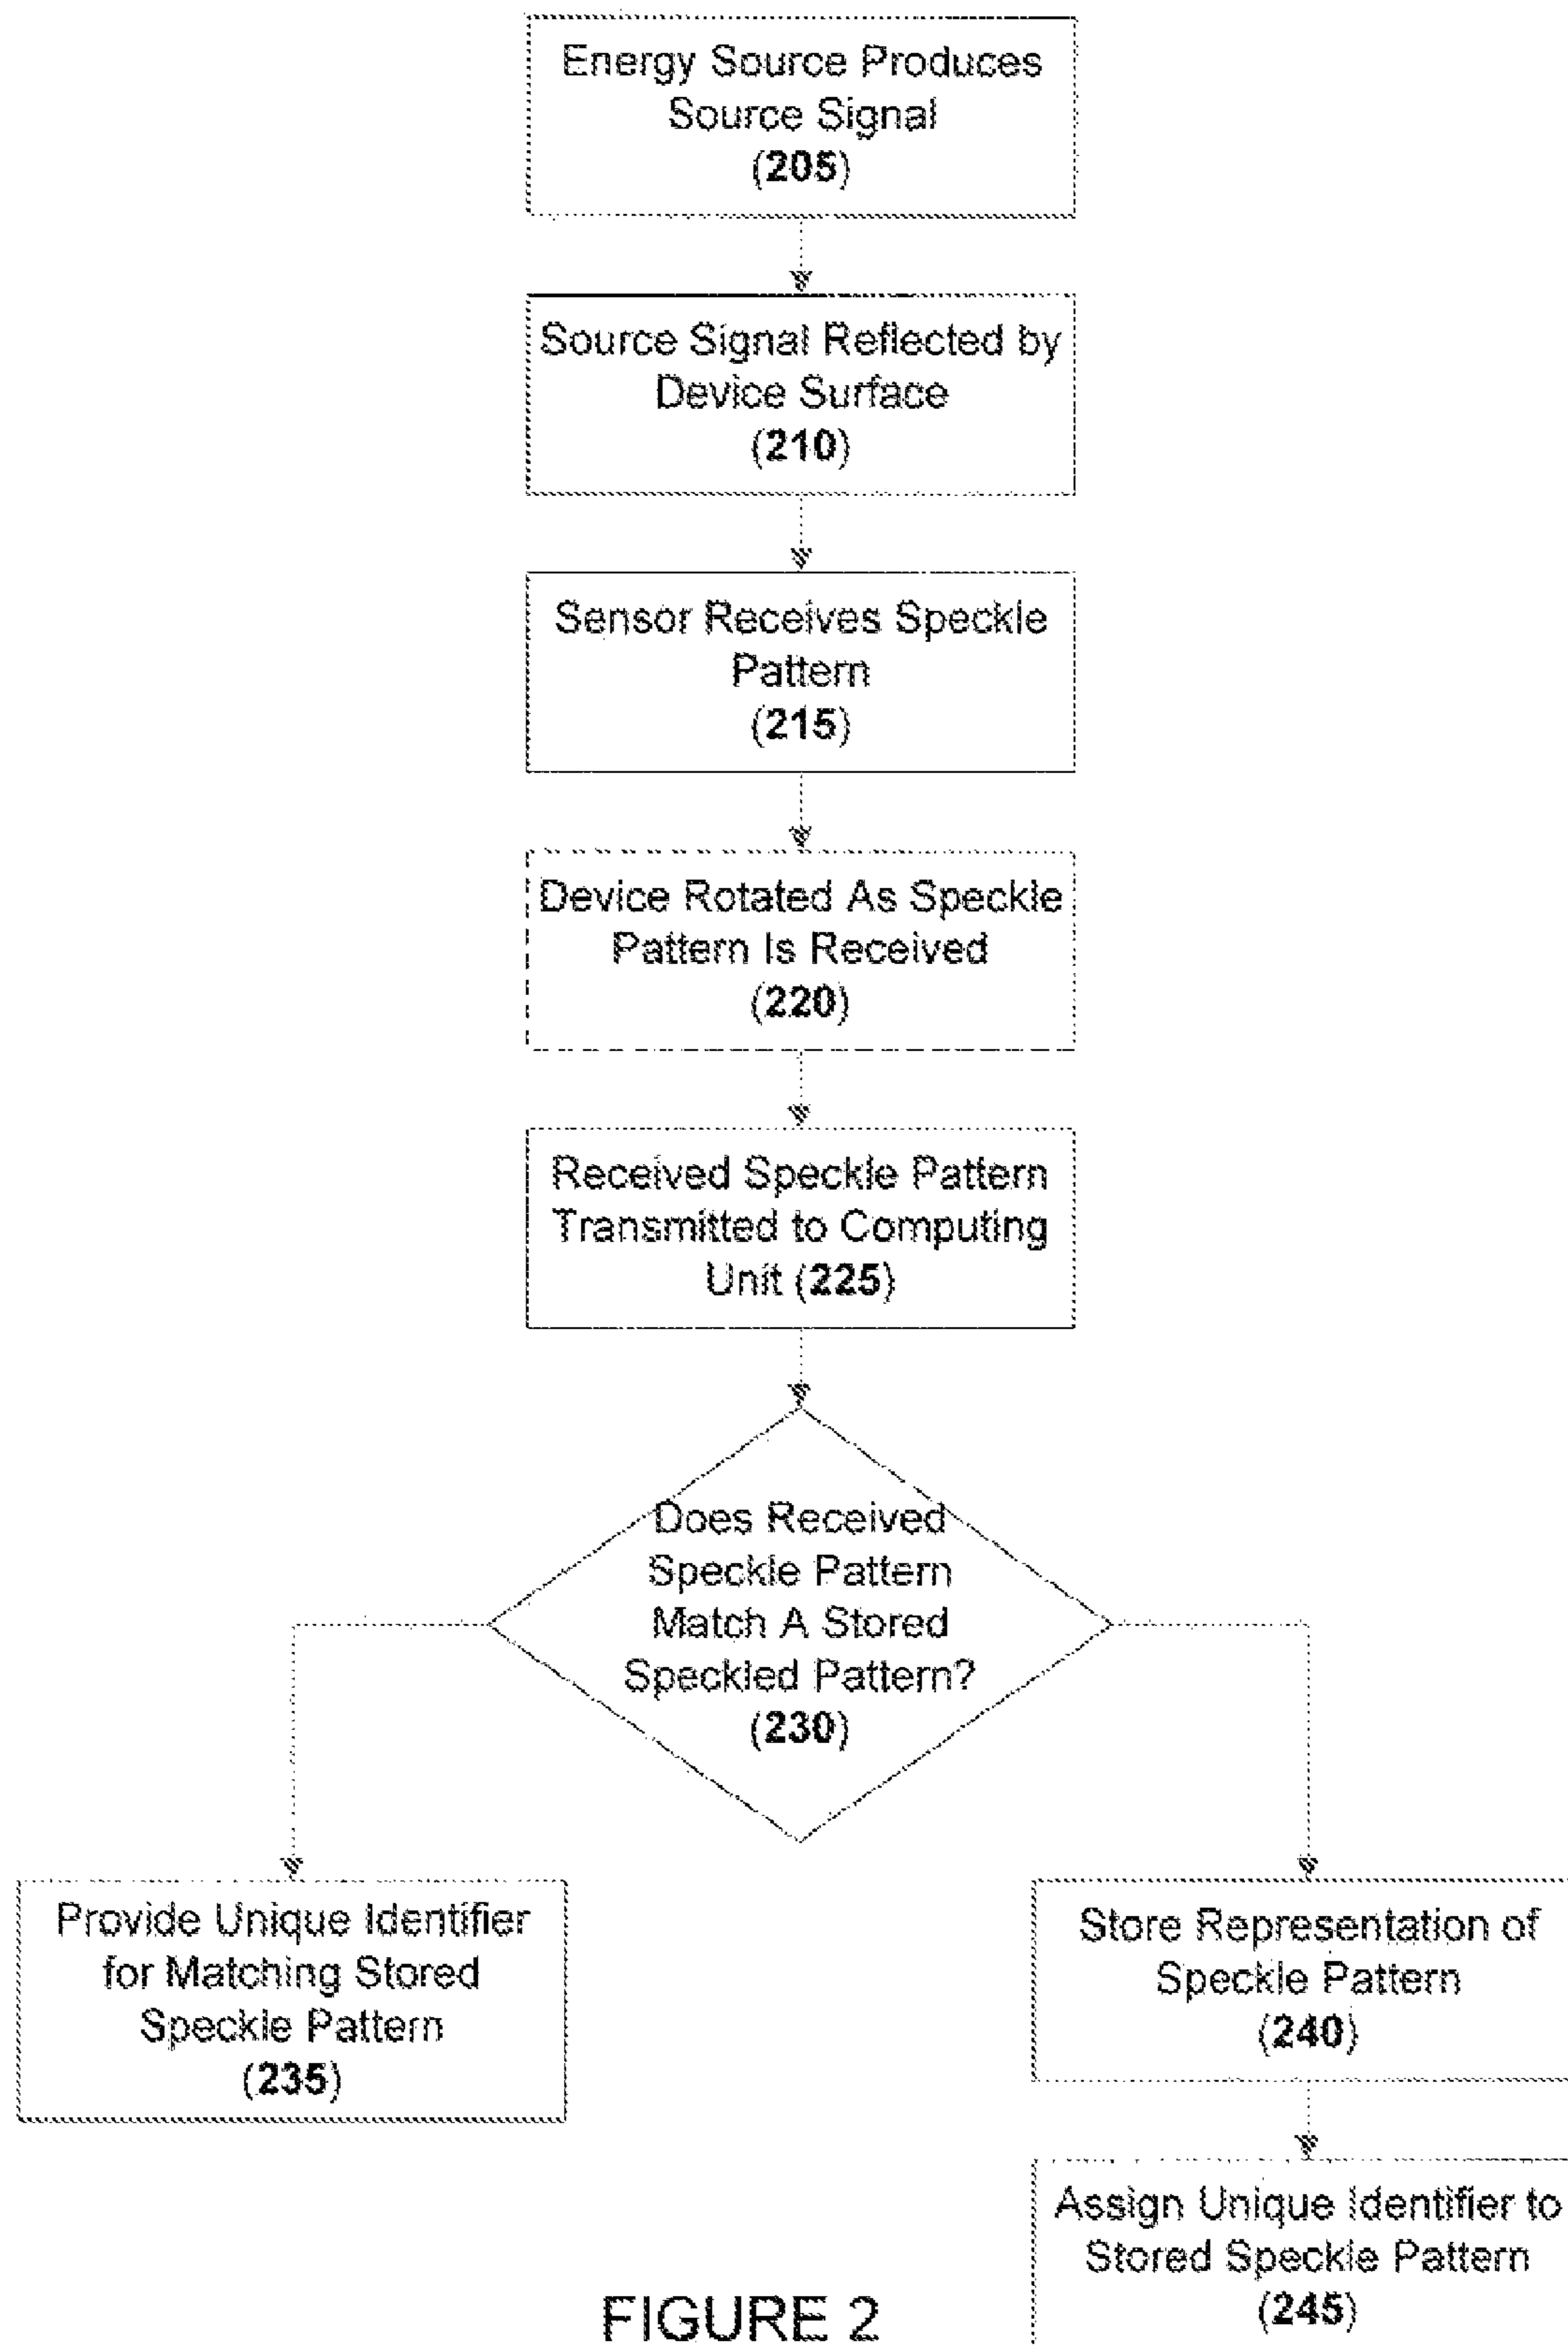 Energy Source Produces
Source Signal
(205)
Source Signal Reflected by
Device Surface
(210)
Sensor Receives Speckle
Pattern
(215)
Device Rotated As Speckle
Pattern Is Received
(220)
Received Speckle Pattern
Transmitted to Computing
Unit (225)
Does Received
Speckle Pattern
Match A Stored
Speckled Pattern?
(230)
Provide Unique Identifier
for Matching Stored
Speckle Pattern
(235)
Store Representation of
Speckle Pattern
(240)
Assign Unique Identifier to
Stored Speckle Pattern
(245)
FIGURE 2